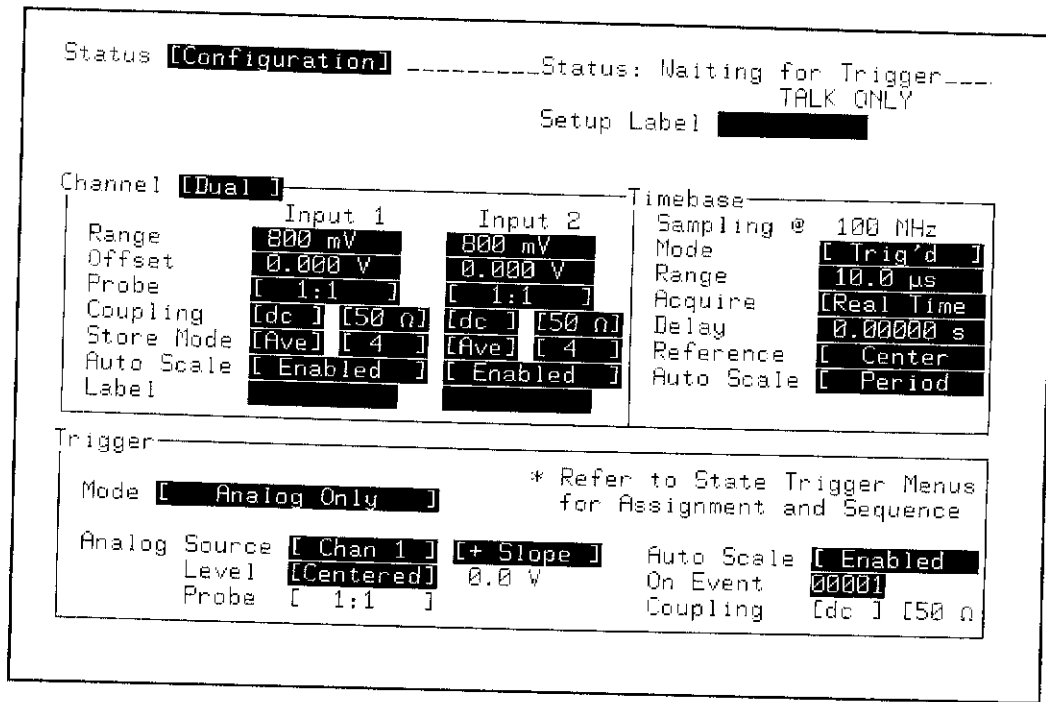 Status [Configuration] __________Status: Waiting for Trigger____
TALK ONLY
Setup Label
Channel [Dual ]
Input 1 Input 2
Range 800 mV 800 mV
Offset 0.000 V 0.000 V
Probe [ 1:1 ] [ 1:1 ]
Coupling [dc ] [50 Ω] [dc ] [50 Ω]
Store Mode [Ave] [ 4 ] [Ave] [ 4 ]
Auto Scale [ Enabled ] [ Enabled ]
Label
Timebase
Sampling @ 100 MHz
Mode [ Trig'd ]
Range 10.0 µs
Acquire [Real Time
Delay 0.00000 s
Reference [ Center
Auto Scale [ Period
Trigger
Mode [ Analog Only ]
* Refer to State Trigger Menus
for Assignment and Sequence
Analog Source [ Chan 1 ] [+ Slope ]
Level [Centered] 0.0 V
Probe [ 1:1 ]
Auto Scale [ Enabled
On Event 00001
Coupling [dc ] [50 Ω